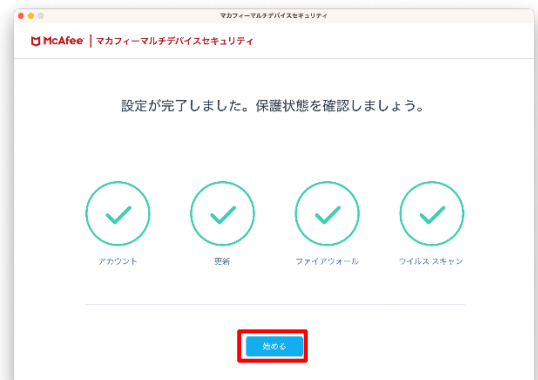 マカフィーマルチデバイスセキュリティ
McAfee | マカフィーマルチデバイスセキュリティ
設定が完了しました。保護状態を確認しましょう。
アカウント 更新 ファイアウォール ウイルス スキャン
始める